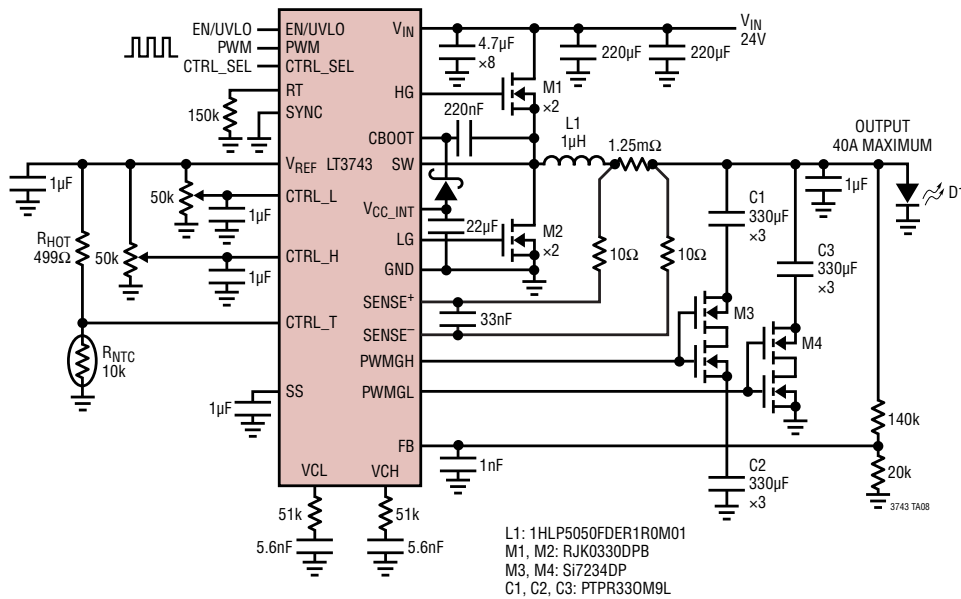 EN/UVLO
PWM
CTRL_SEL
EN/UVLO
PWM
CTRL_SEL
RT
SYNC
150k
VIN
4.7µF
×8
220µF
220µF
VIN
24V
HG
M1
×2
220nF
CBOOT
L1
1µH
1.25mΩ
OUTPUT
40A MAXIMUM
VREF
LT3743
SW
1µF
50k
CTRL_L
1µF
VCC_INT
22µF
LG
M2
×2
GND
10Ω
10Ω
C1
330µF
×3
1µF
D1
C3
330µF
×3
RHOT
499Ω
50k
CTRL_H
1µF
SENSE+
33nF
SENSE−
M3
M4
CTRL_T
RNTC
10k
PWMGH
PWMGL
SS
1µF
140k
FB
1nF
20k
C2
330µF
×3
3743 TA08
VCL
VCH
51k
51k
5.6nF
5.6nF
L1: 1HLP5050FDER1R0M01
M1, M2: RJK0330DPB
M3, M4: Si7234DP
C1, C2, C3: PTPR33OM9L